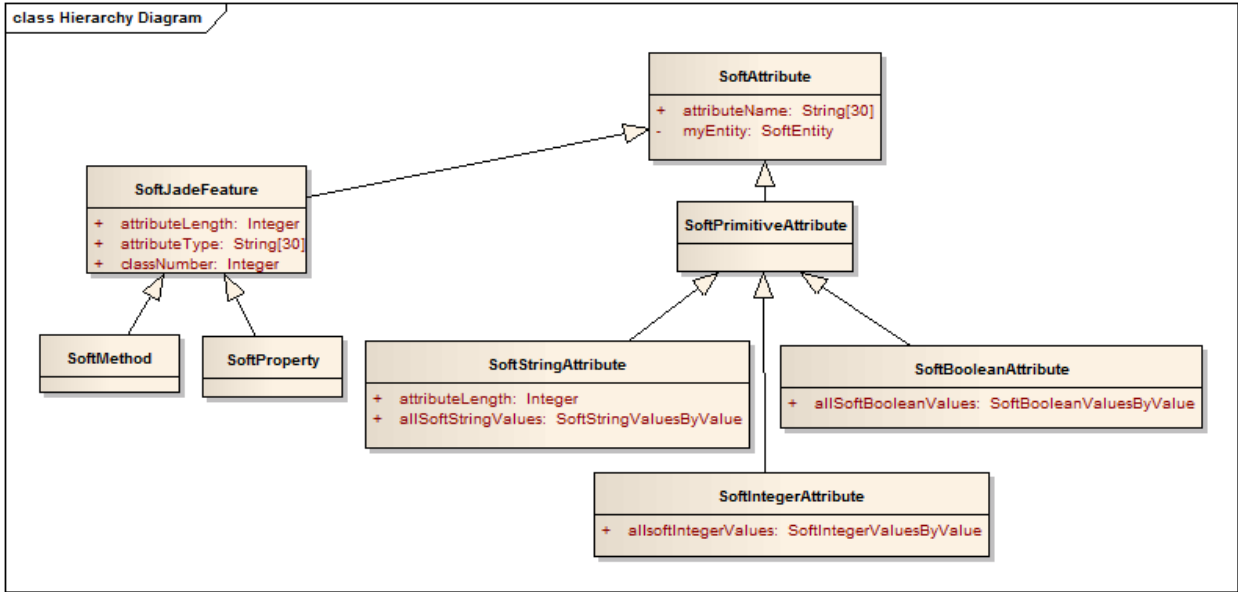 class Hierarchy Diagram
SoftAttribute
+ attributeName: String[30]
- myEntity: SoftEntity
SoftJadeFeature
+ attributeLength: Integer
+ attributeType: String[30]
+ classNumber: Integer
SoftPrimitiveAttribute
SoftMethod
SoftProperty
SoftStringAttribute
+ attributeLength: Integer
+ allSoftStringValues: SoftStringValuesByValue
SoftBooleanAttribute
+ allSoftBooleanValues: SoftBooleanValuesByValue
SoftIntegerAttribute
+ allsoftIntegerValues: SoftIntegerValuesByValue